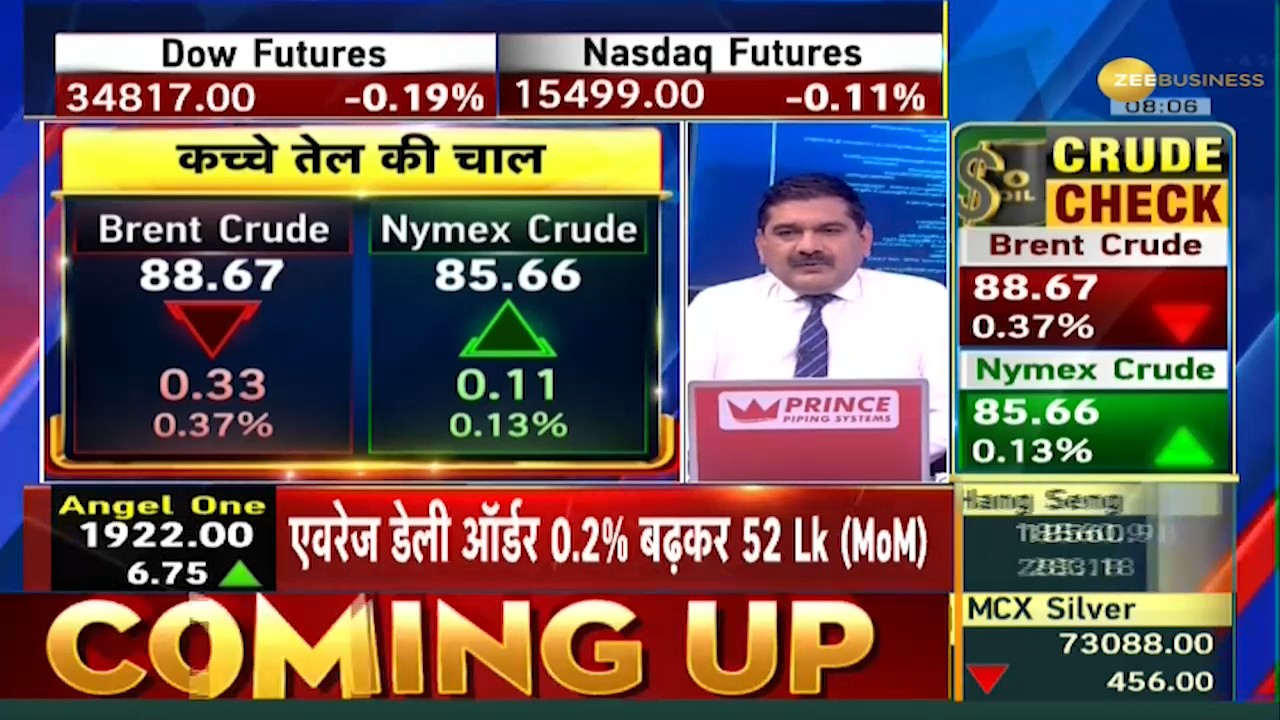 Dow Futures
34817.00 -0.19%
Nasdaq Futures
15499.00 -0.11%
ZEEBUSINESS
08:06
कच्चे तेल की चाल
Brent Crude
88.67
0.33
0.37%
Nymex Crude
85.66
0.11
0.13%
PRINCE
PIPING SYSTEMS
OIL
CRUDE
CHECK
Brent Crude
88.67
0.37%
Nymex Crude
85.66
0.13%
Angel One
1922.00
6.75
एवरेज डेली ऑर्डर 0.2% बढ़कर 52 Lk (MoM)
Hang Seng
MCX Silver
73088.00
456.00
COMING UP